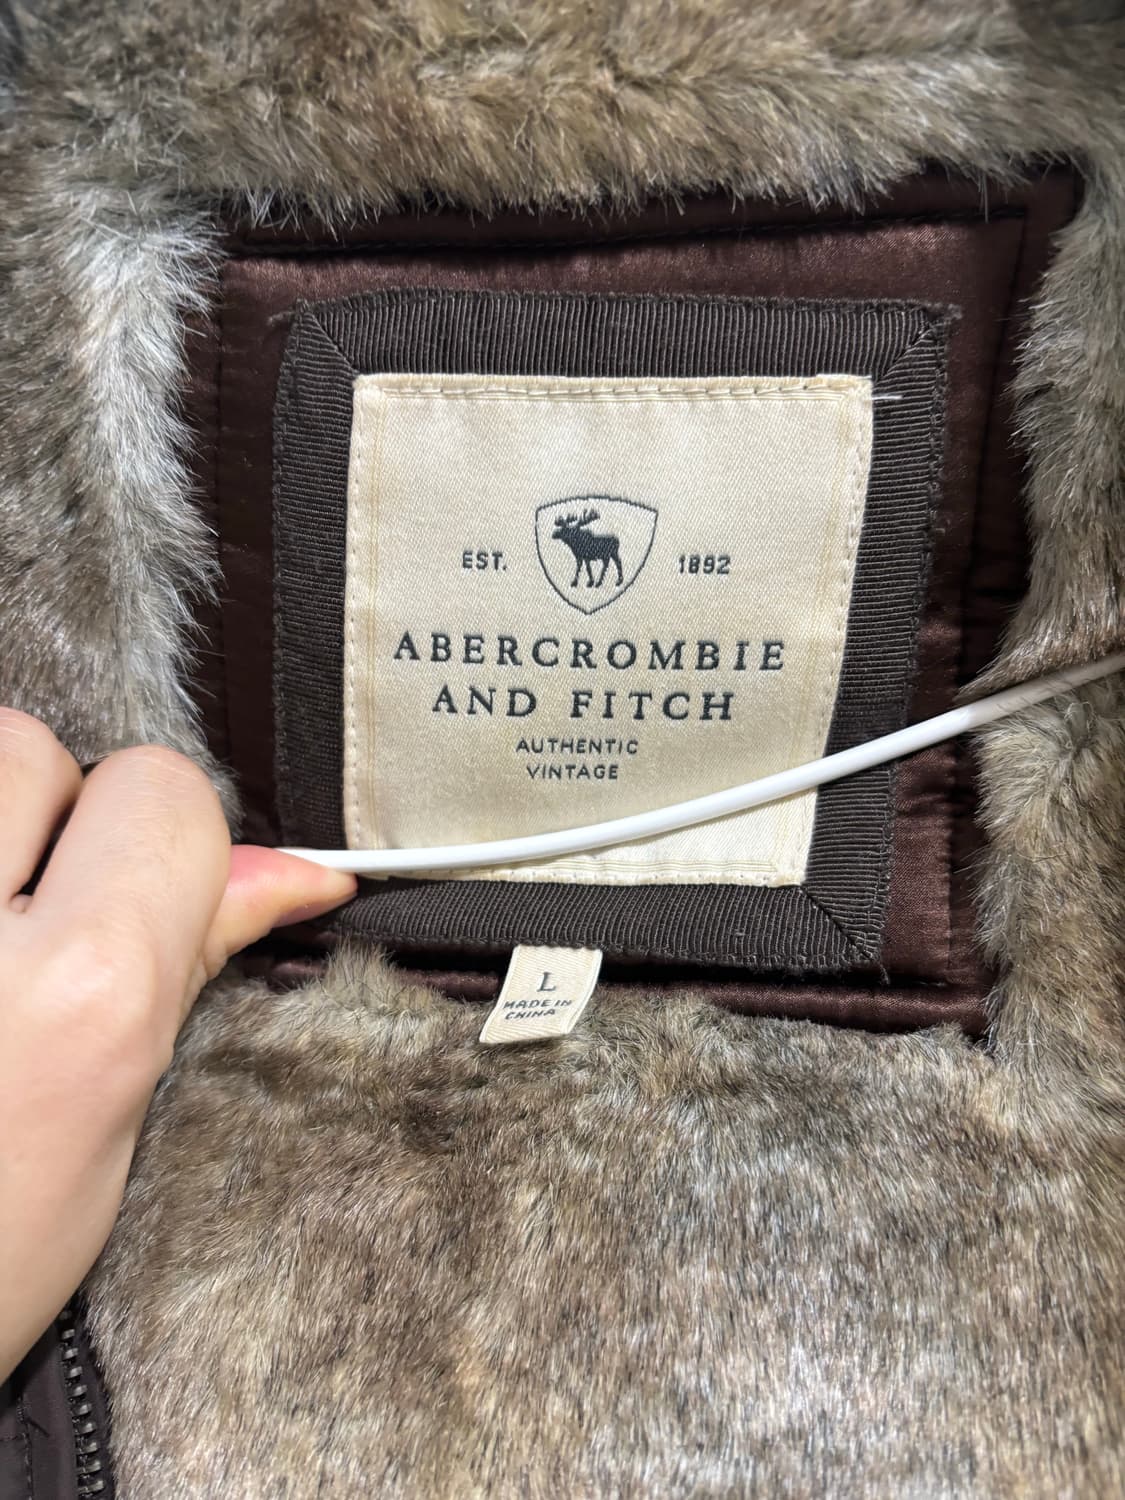 EST. 1892
ABERCROMBIE
AND FITCH
AUTHENTIC
VINTAGE
L
MADE IN
CHINA